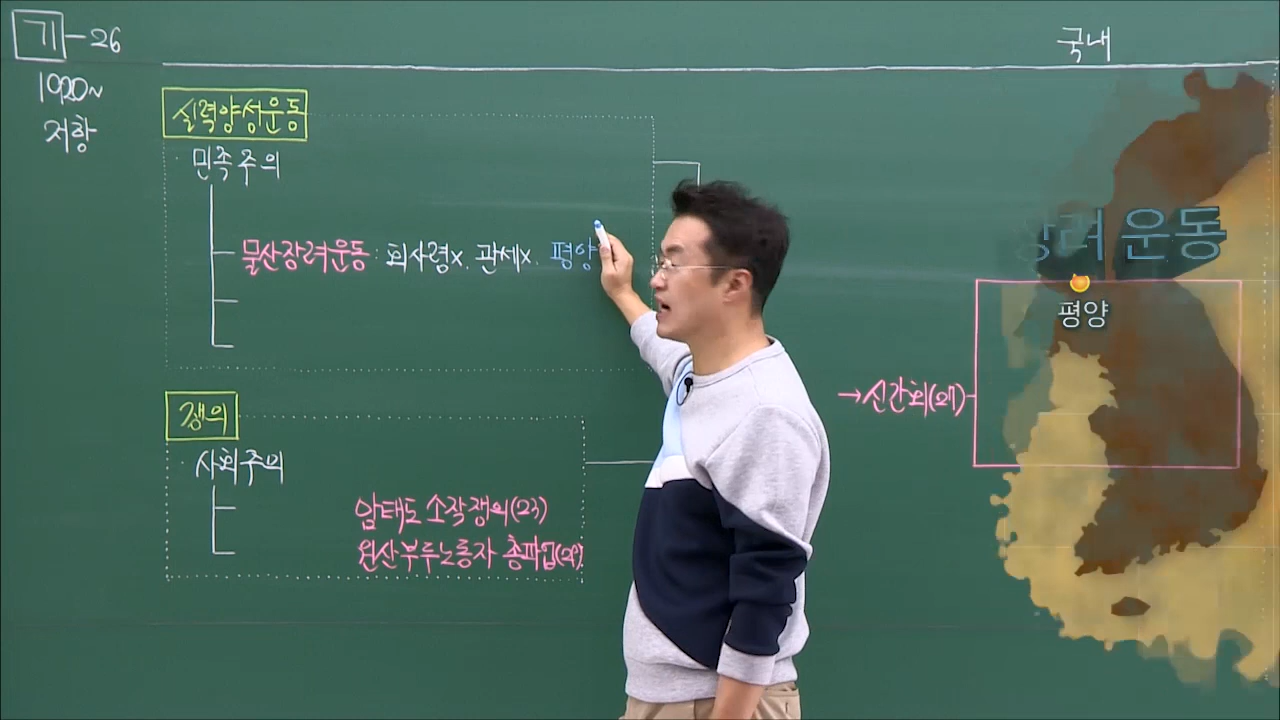 기-26
국내
1920~
저항
실력양성운동
· 민족주의
물산장려운동: 회사령x. 관세x. 평양
장려 운동
평양
→신간회(27)
쟁의
· 사회주의
암태도 소작쟁의(23)
원산부두노동자 총파업(29)